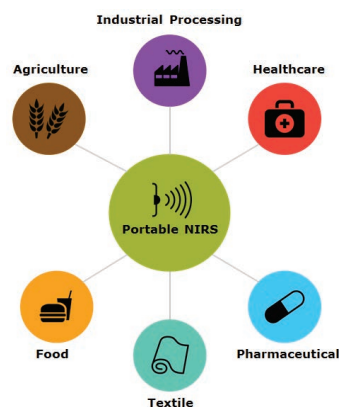 Industrial Processing
Agriculture
Healthcare
Portable NIRS
Food
Pharmaceutical
Textile